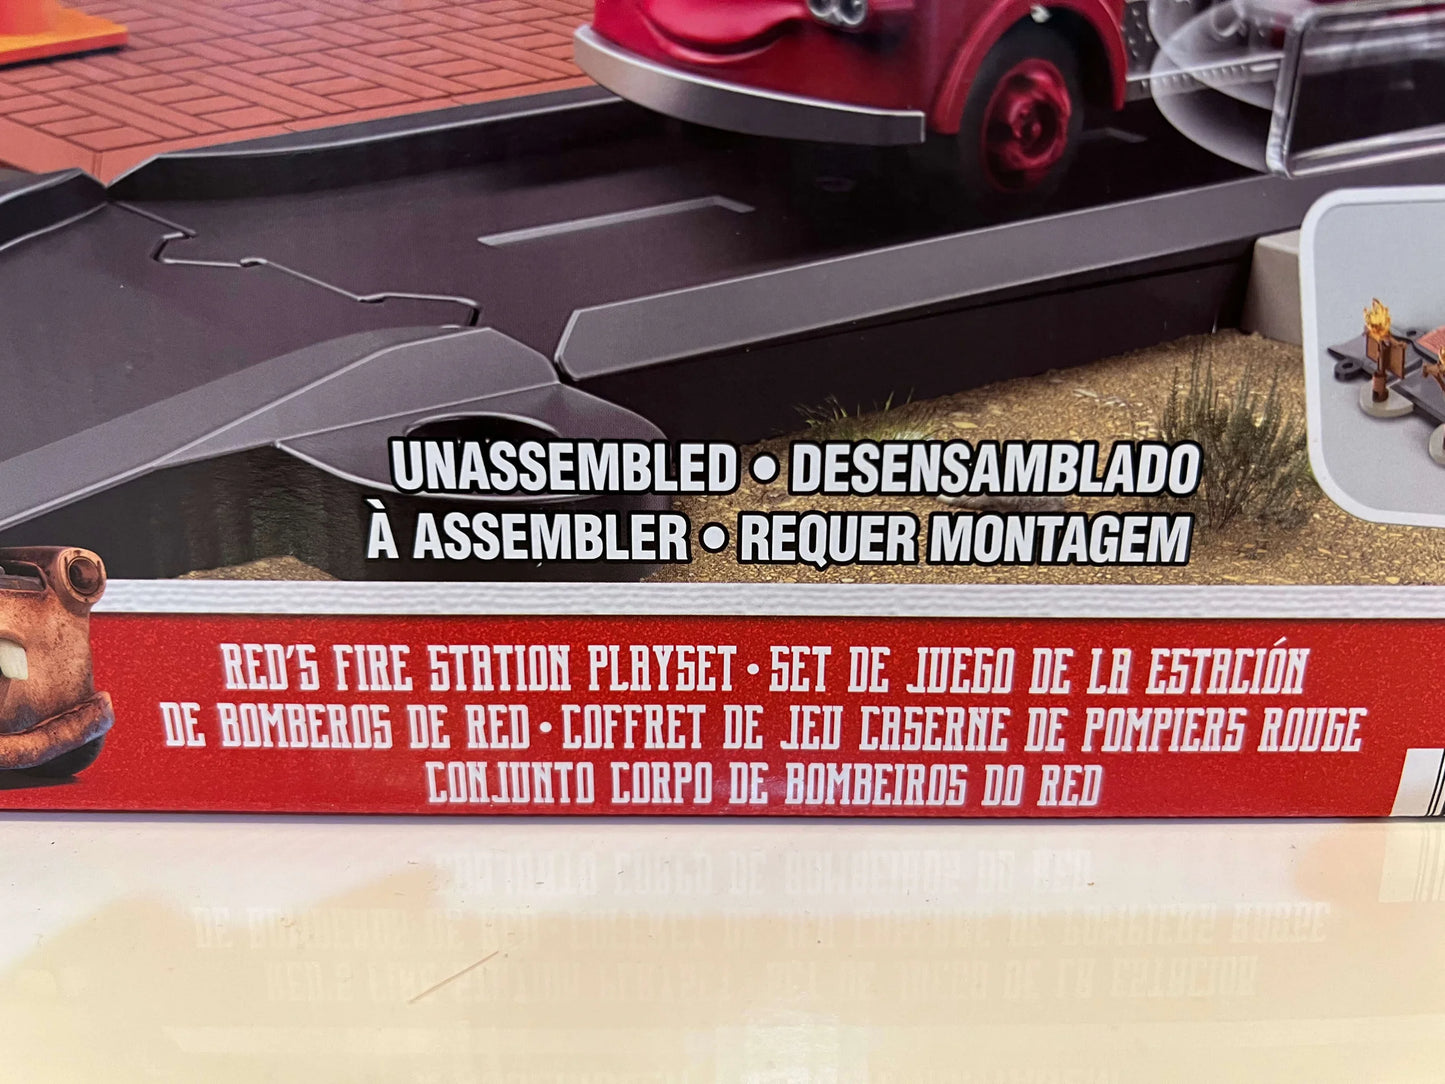 UNASSEMBLED • DESENSAMBLADO
À ASSEMBLER • REQUER MONTAGEM
RED'S FIRE STATION PLAYSET • SET DE JUEGO DE LA ESTACIÓN
DE BOMBEROS DE RED • COFFRET DE JEU CASERNE DE POMPIERS ROUGE
CONJUNTO CORPO DE BOMBEIROS DO RED